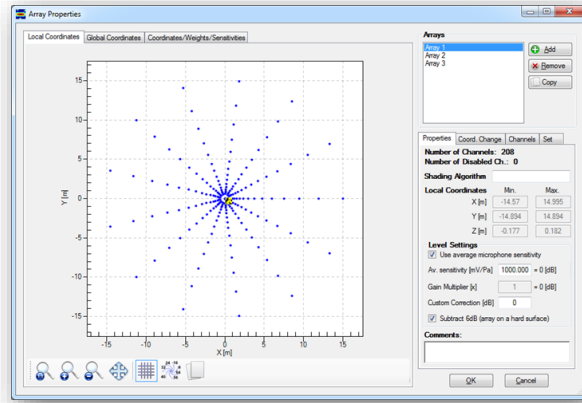 Array Properties
Local Coordinates Global Coordinates Coordinates/Weights/Sensitivities
15
10
5
0
-5
-10
-15
Y [m]
-15 -10 -5 0 5 10 15
X [m]
Arrays
Array 1
Array 2
Array 3
Add
Remove
Copy
Properties Coord. Change Channels Set
Number of Channels: 208
Number of Disabled Ch.: 0
Shading Algorithm
Local Coordinates Min. Max.
X [m] -14.57 14.995
Y [m] -14.894 14.894
Z [m] -0.177 0.182
Level Settings
Use average microphone sensitivity
Av. sensitivity [mV/Pa] 1000.000 = 0 [dB]
Gain Multiplier [x] 1 = 0 [dB]
Custom Correction [dB] 0
Subtract 6dB (array on a hard surface)
Comments:
OK Cancel